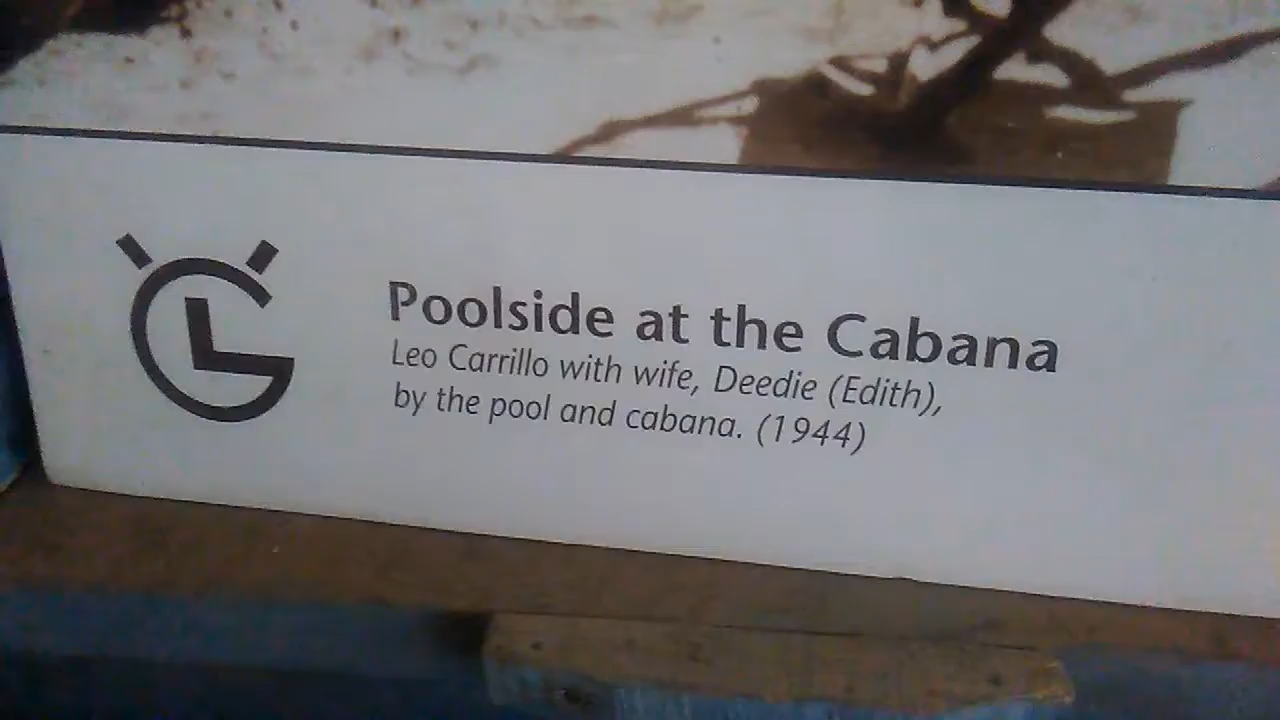 Poolside at the Cabana
Leo Carrillo with wife, Deedie (Edith),
by the pool and cabana. (1944)